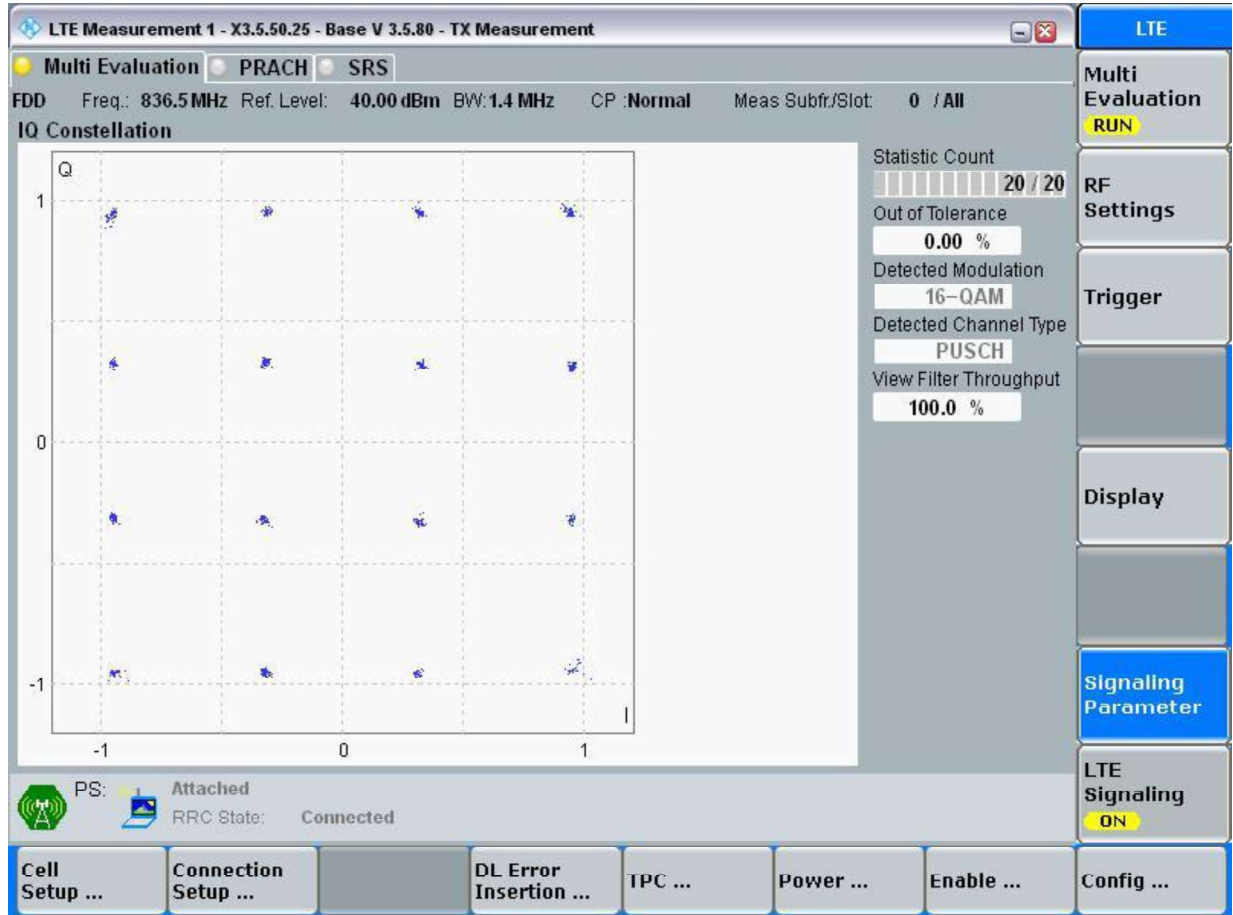 LTE Measurement 1 - X3.5.50.25 - Base V 3.5.80 - TX Measurement
LTE
Multi Evaluation PRACH SRS
FDD Freq.: 836.5 MHz Ref. Level: 40.00 dBm BW: 1.4 MHz CP :Normal Meas Subfr./Slot: 0 / All
IQ Constellation
Q
1
0
-1
I
-1 0 1
Statistic Count
20 / 20
Out of Tolerance
0.00 %
Detected Modulation
16-QAM
Detected Channel Type
PUSCH
View Filter Throughput
100.0 %
Multi
Evaluation
RUN
RF
Settings
Trigger
Display
Signaling
Parameter
LTE
Signaling
ON
PS: Attached
RRC State: Connected
Cell
Setup ...
Connection
Setup ...
DL Error
Insertion ...
TPC ...
Power ...
Enable ...
Config ...